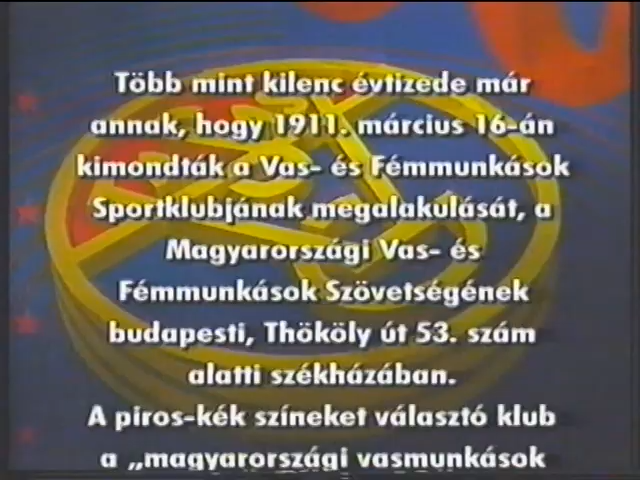 Több mint kilenc évtizede már
annak, hogy 1911. március 16-án
kimondták a Vas- és Fémmunkások
Sportklubjának megalakulását, a
Magyarországi Vas- és
Fémmunkások Szövetségének
budapesti, Thököly út 53. szám
alatti székházában.
A piros-kék színeket választó klub
a „magyarországi vasmunkások